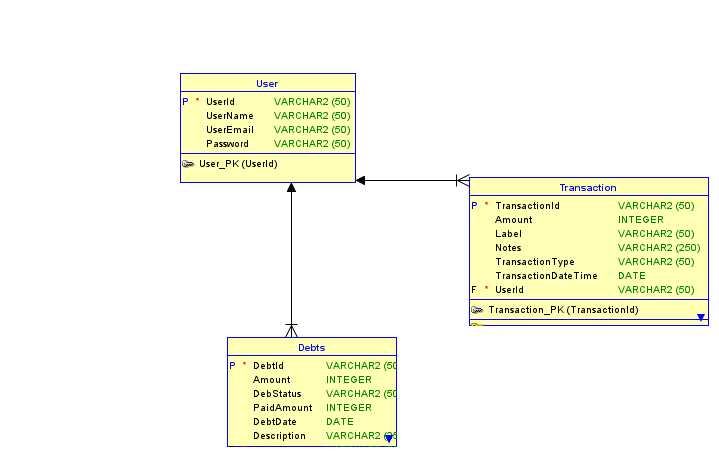 User
P * UserId VARCHAR2 (50)
UserName VARCHAR2 (50)
UserEmail VARCHAR2 (50)
Password VARCHAR2 (50)
User_PK (UserId)
Transaction
P * TransactionId VARCHAR2 (50)
Amount INTEGER
Label VARCHAR2 (50)
Notes VARCHAR2 (250)
TransactionType VARCHAR2 (50)
TransactionDateTime DATE
F * UserId VARCHAR2 (50)
Transaction_PK (TransactionId)
Debts
P * DebtId VARCHAR2 (50
Amount INTEGER
DebStatus VARCHAR2 (50
PaidAmount INTEGER
DebtDate DATE
Description VARCHAR2